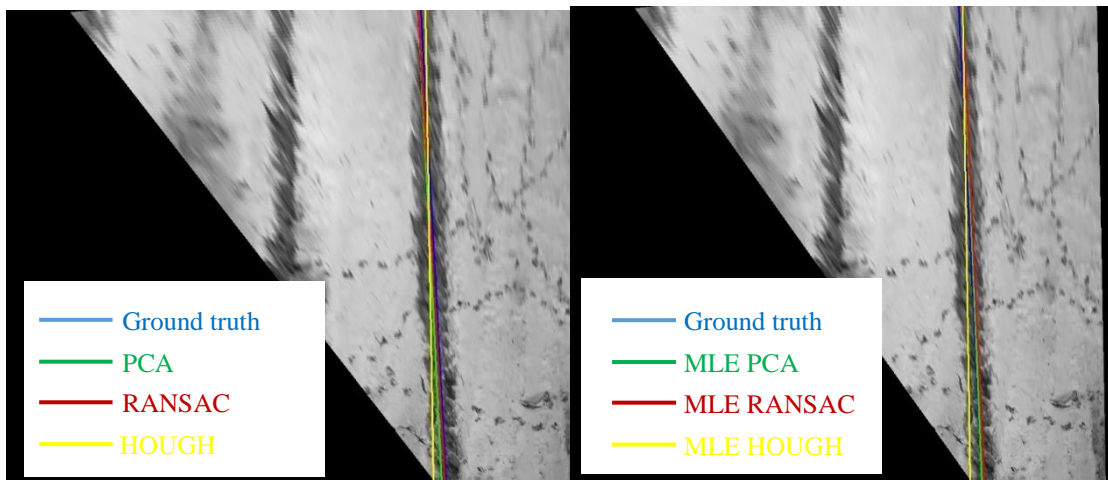 Ground truth
PCA
RANSAC
HOUGH
Ground truth
MLE PCA
MLE RANSAC
MLE HOUGH